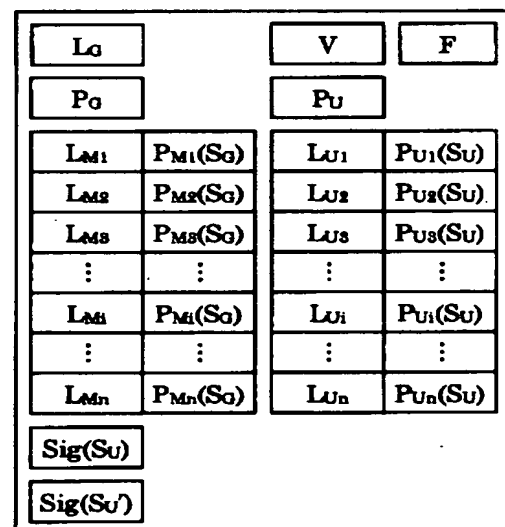 LG V F
PG PU
LM1 PM1(SG) LU1 PU1(SU)
LM2 PM2(SG) LU2 PU2(SU)
LM3 PM3(SG) LU3 PU3(SU)
⋮ ⋮ ⋮ ⋮
LMi PMi(SG) LUi PUi(SU)
⋮ ⋮ ⋮ ⋮
LMn PMn(SG) LUn PUn(SU)
Sig(SU)
Sig(SU')